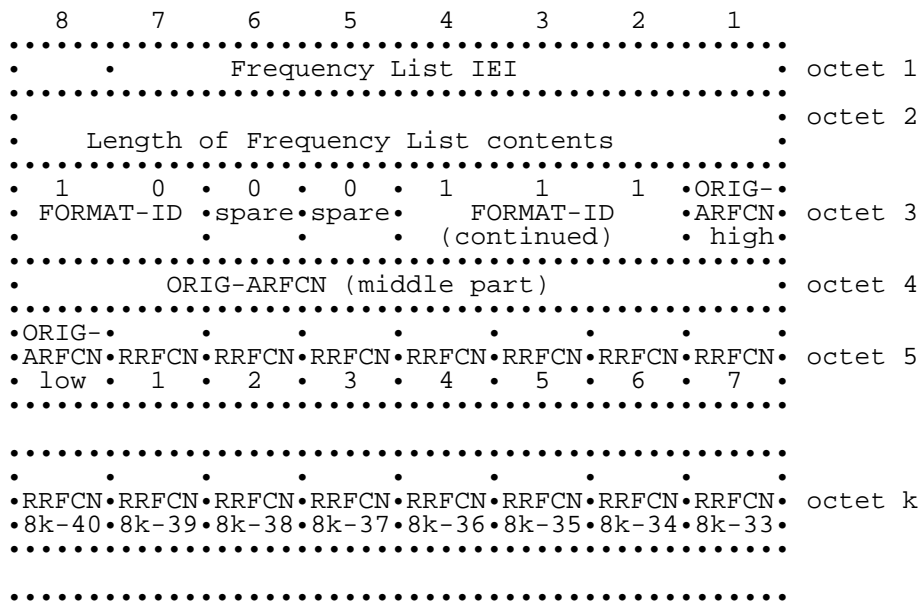 8 7 6 5 4 3 2 1
Frequency List IEI octet 1
octet 2
Length of Frequency List contents
1 0 0 0 1 1 1 ORIG-
FORMAT-ID spare spare FORMAT-ID ARFCN octet 3
(continued) high
ORIG-ARFCN (middle part) octet 4
ORIG-
ARFCN RRFCN RRFCN RRFCN RRFCN RRFCN RRFCN RRFCN octet 5
low 1 2 3 4 5 6 7
RRFCN RRFCN RRFCN RRFCN RRFCN RRFCN RRFCN RRFCN octet k
8k-40 8k-39 8k-38 8k-37 8k-36 8k-35 8k-34 8k-33